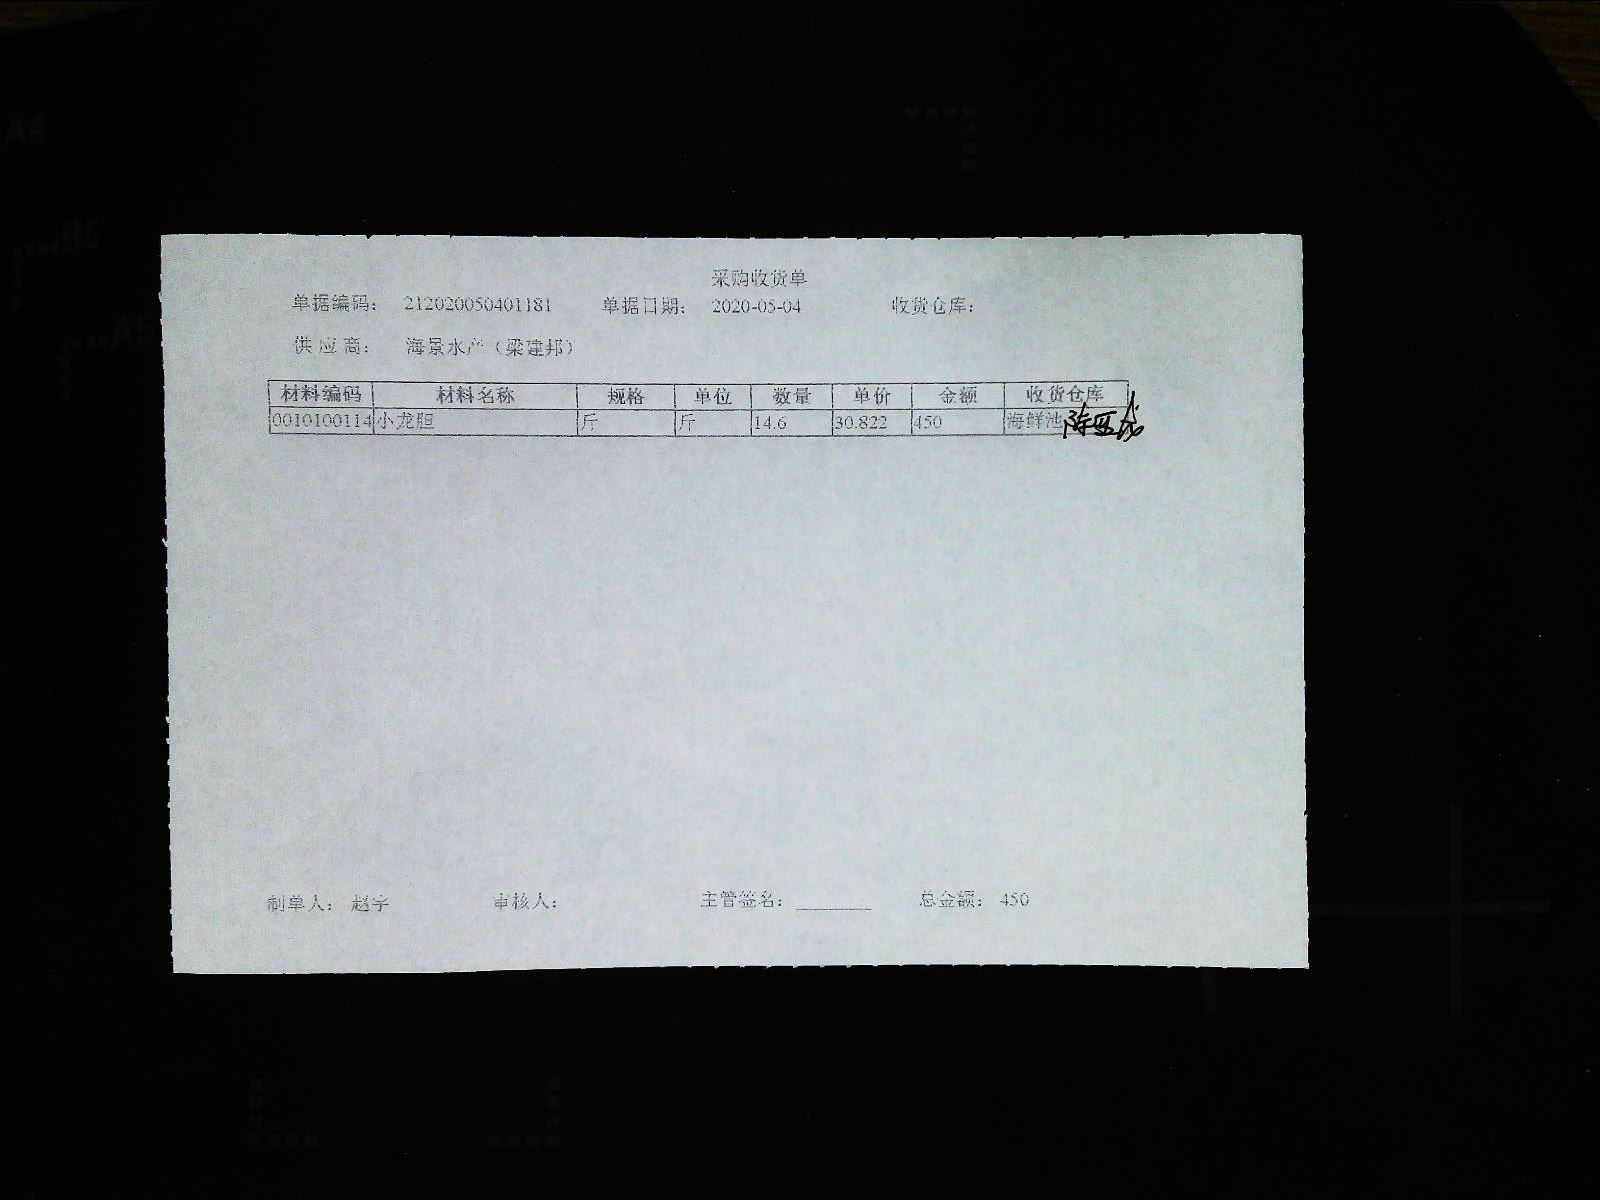 采购收货单
单据编码： 212020050401181 单据日期： 2020-05-04 收货仓库：
供应商： 海景水产（梁建邦）
材料编码 材料名称 规格 单位 数量 单价 金额 收货仓库
0010100114 小龙胆 斤 斤 14.6 30.822 450 海鲜池
制单人： 赵宇 审核人： 主管签名： 总金额： 450
A4
B5
A5